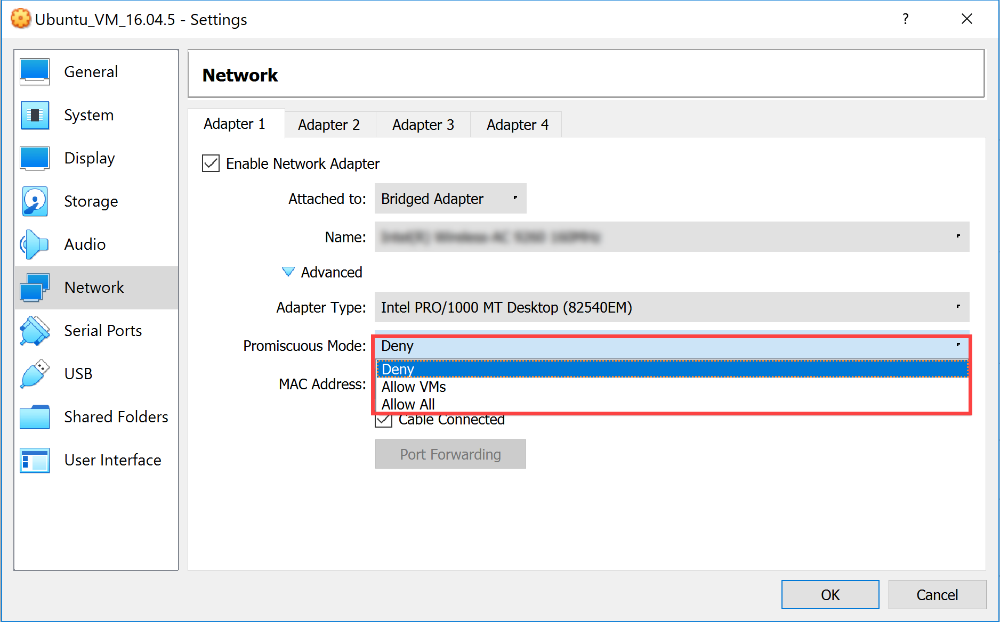 Ubuntu_VM_16.04.5 - Settings
?
General
System
Display
Storage
Audio
Network
Serial Ports
USB
Shared Folders
User Interface
Network
Adapter 1
Adapter 2
Adapter 3
Adapter 4
Enable Network Adapter
Attached to: Bridged Adapter
Name:
Advanced
Adapter Type: Intel PRO/1000 MT Desktop (82540EM)
Promiscuous Mode: Deny
Deny
MAC Address:
Allow VMs
Allow All
Cable Connected
Port Forwarding
OK
Cancel